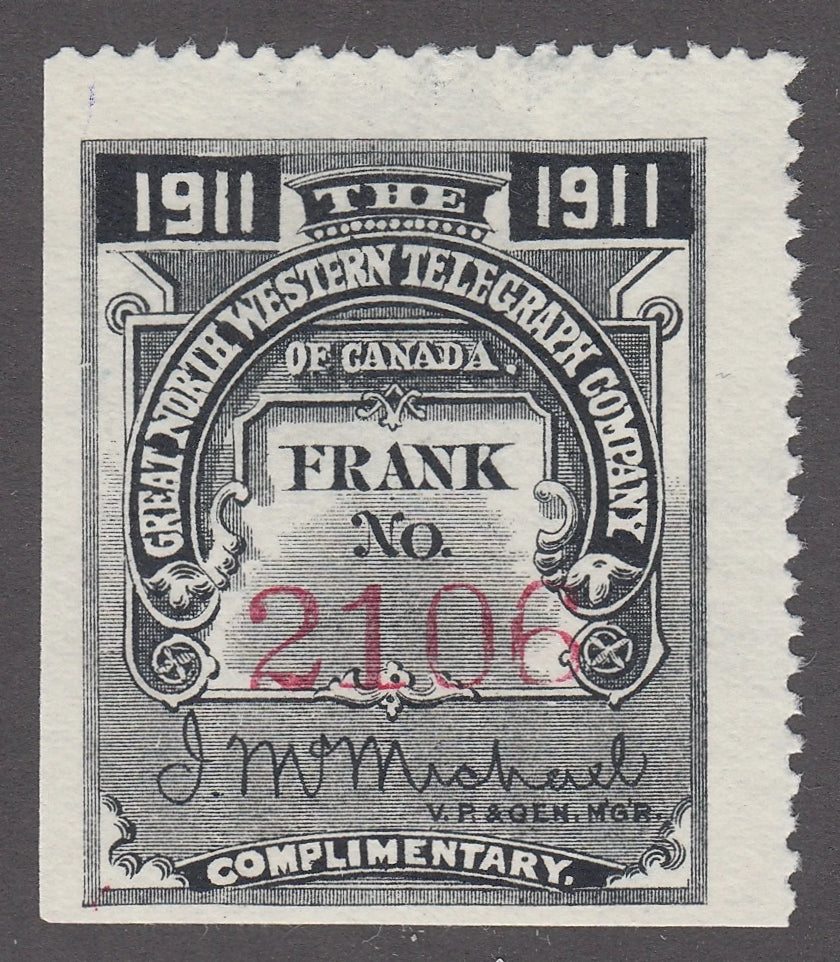 1911 THE 1911
GREAT NORTH WESTERN TELEGRAPH COMPANY
OF CANADA.
FRANK
No.
2106
J. McMichael
V. P. & GEN. MGR.
COMPLIMENTARY.